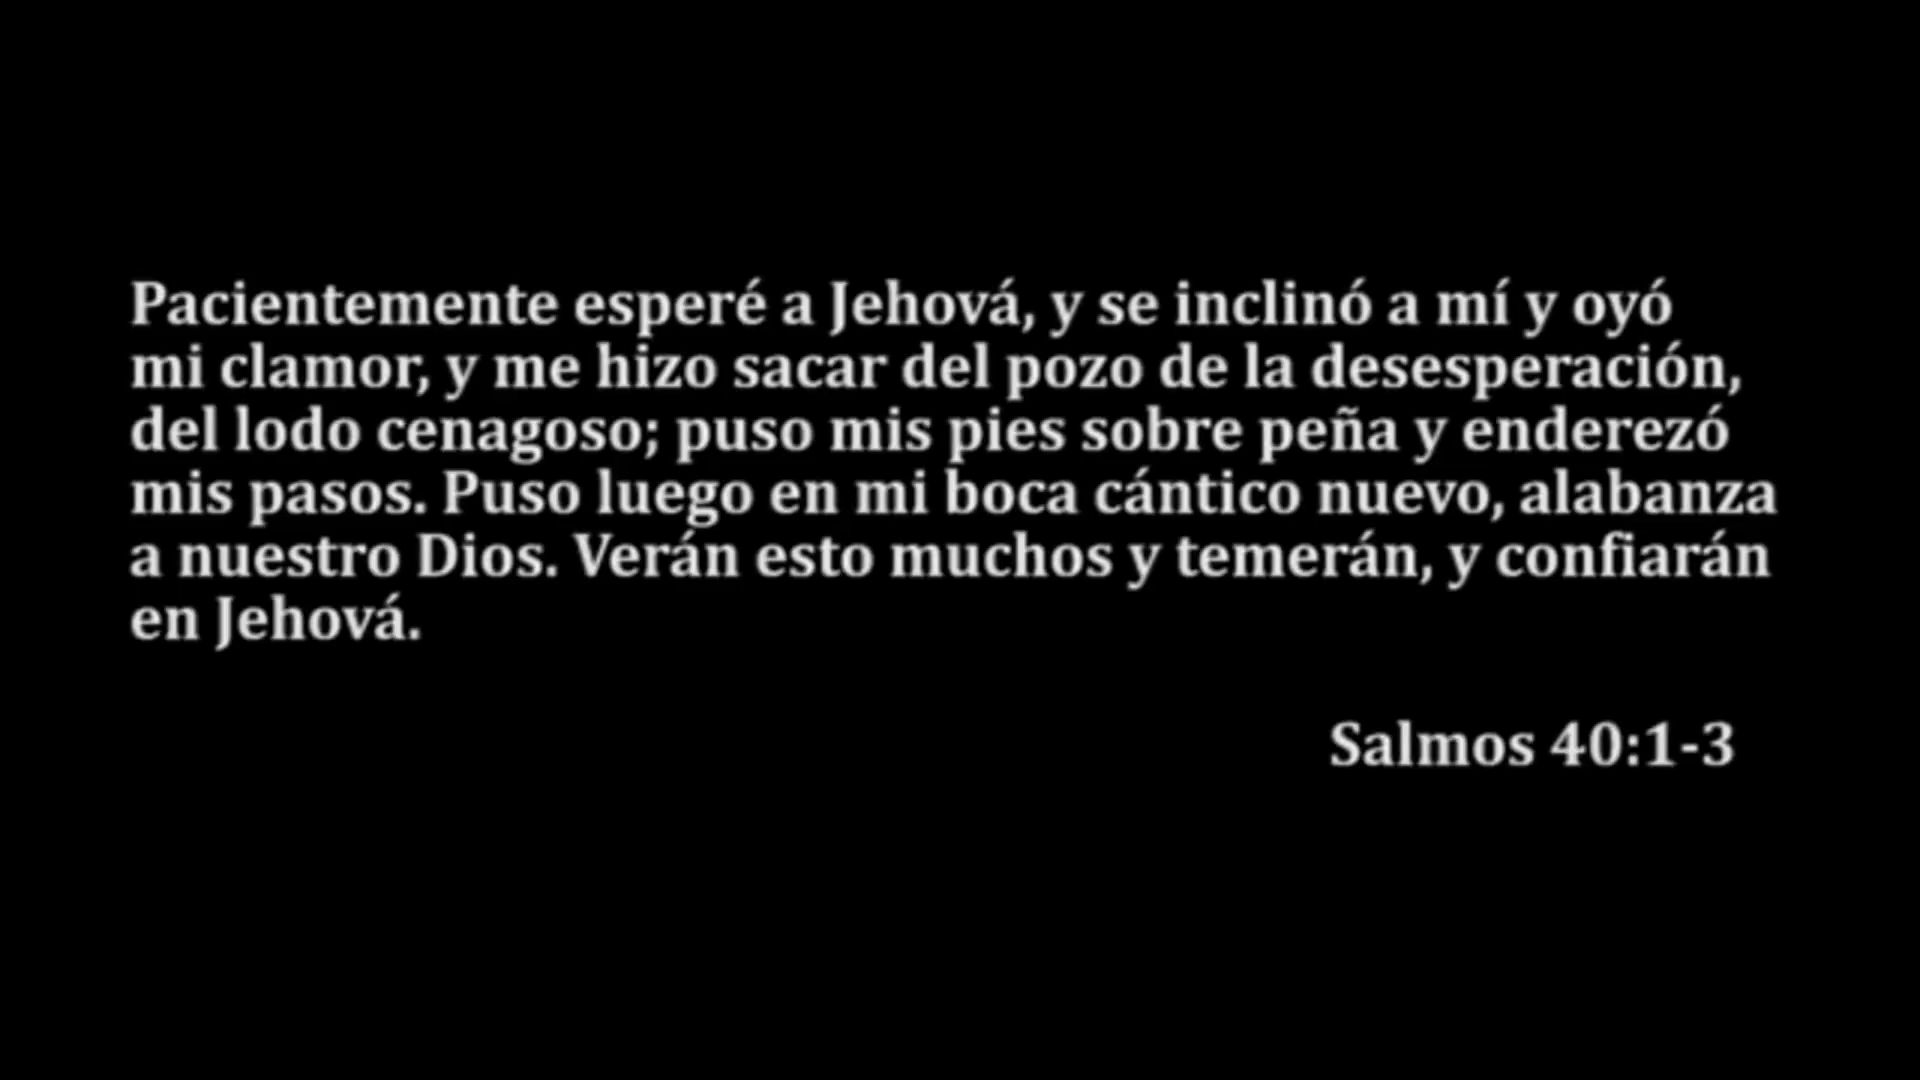 Pacientemente esperé a Jehová, y se inclinó a mí y oyó
mi clamor, y me hizo sacar del pozo de la desesperación,
del lodo cenagoso; puso mis pies sobre peña y enderezó
mis pasos. Puso luego en mi boca cántico nuevo, alabanza
a nuestro Dios. Verán esto muchos y temerán, y confiarán
en Jehová.
Salmos 40:1-3